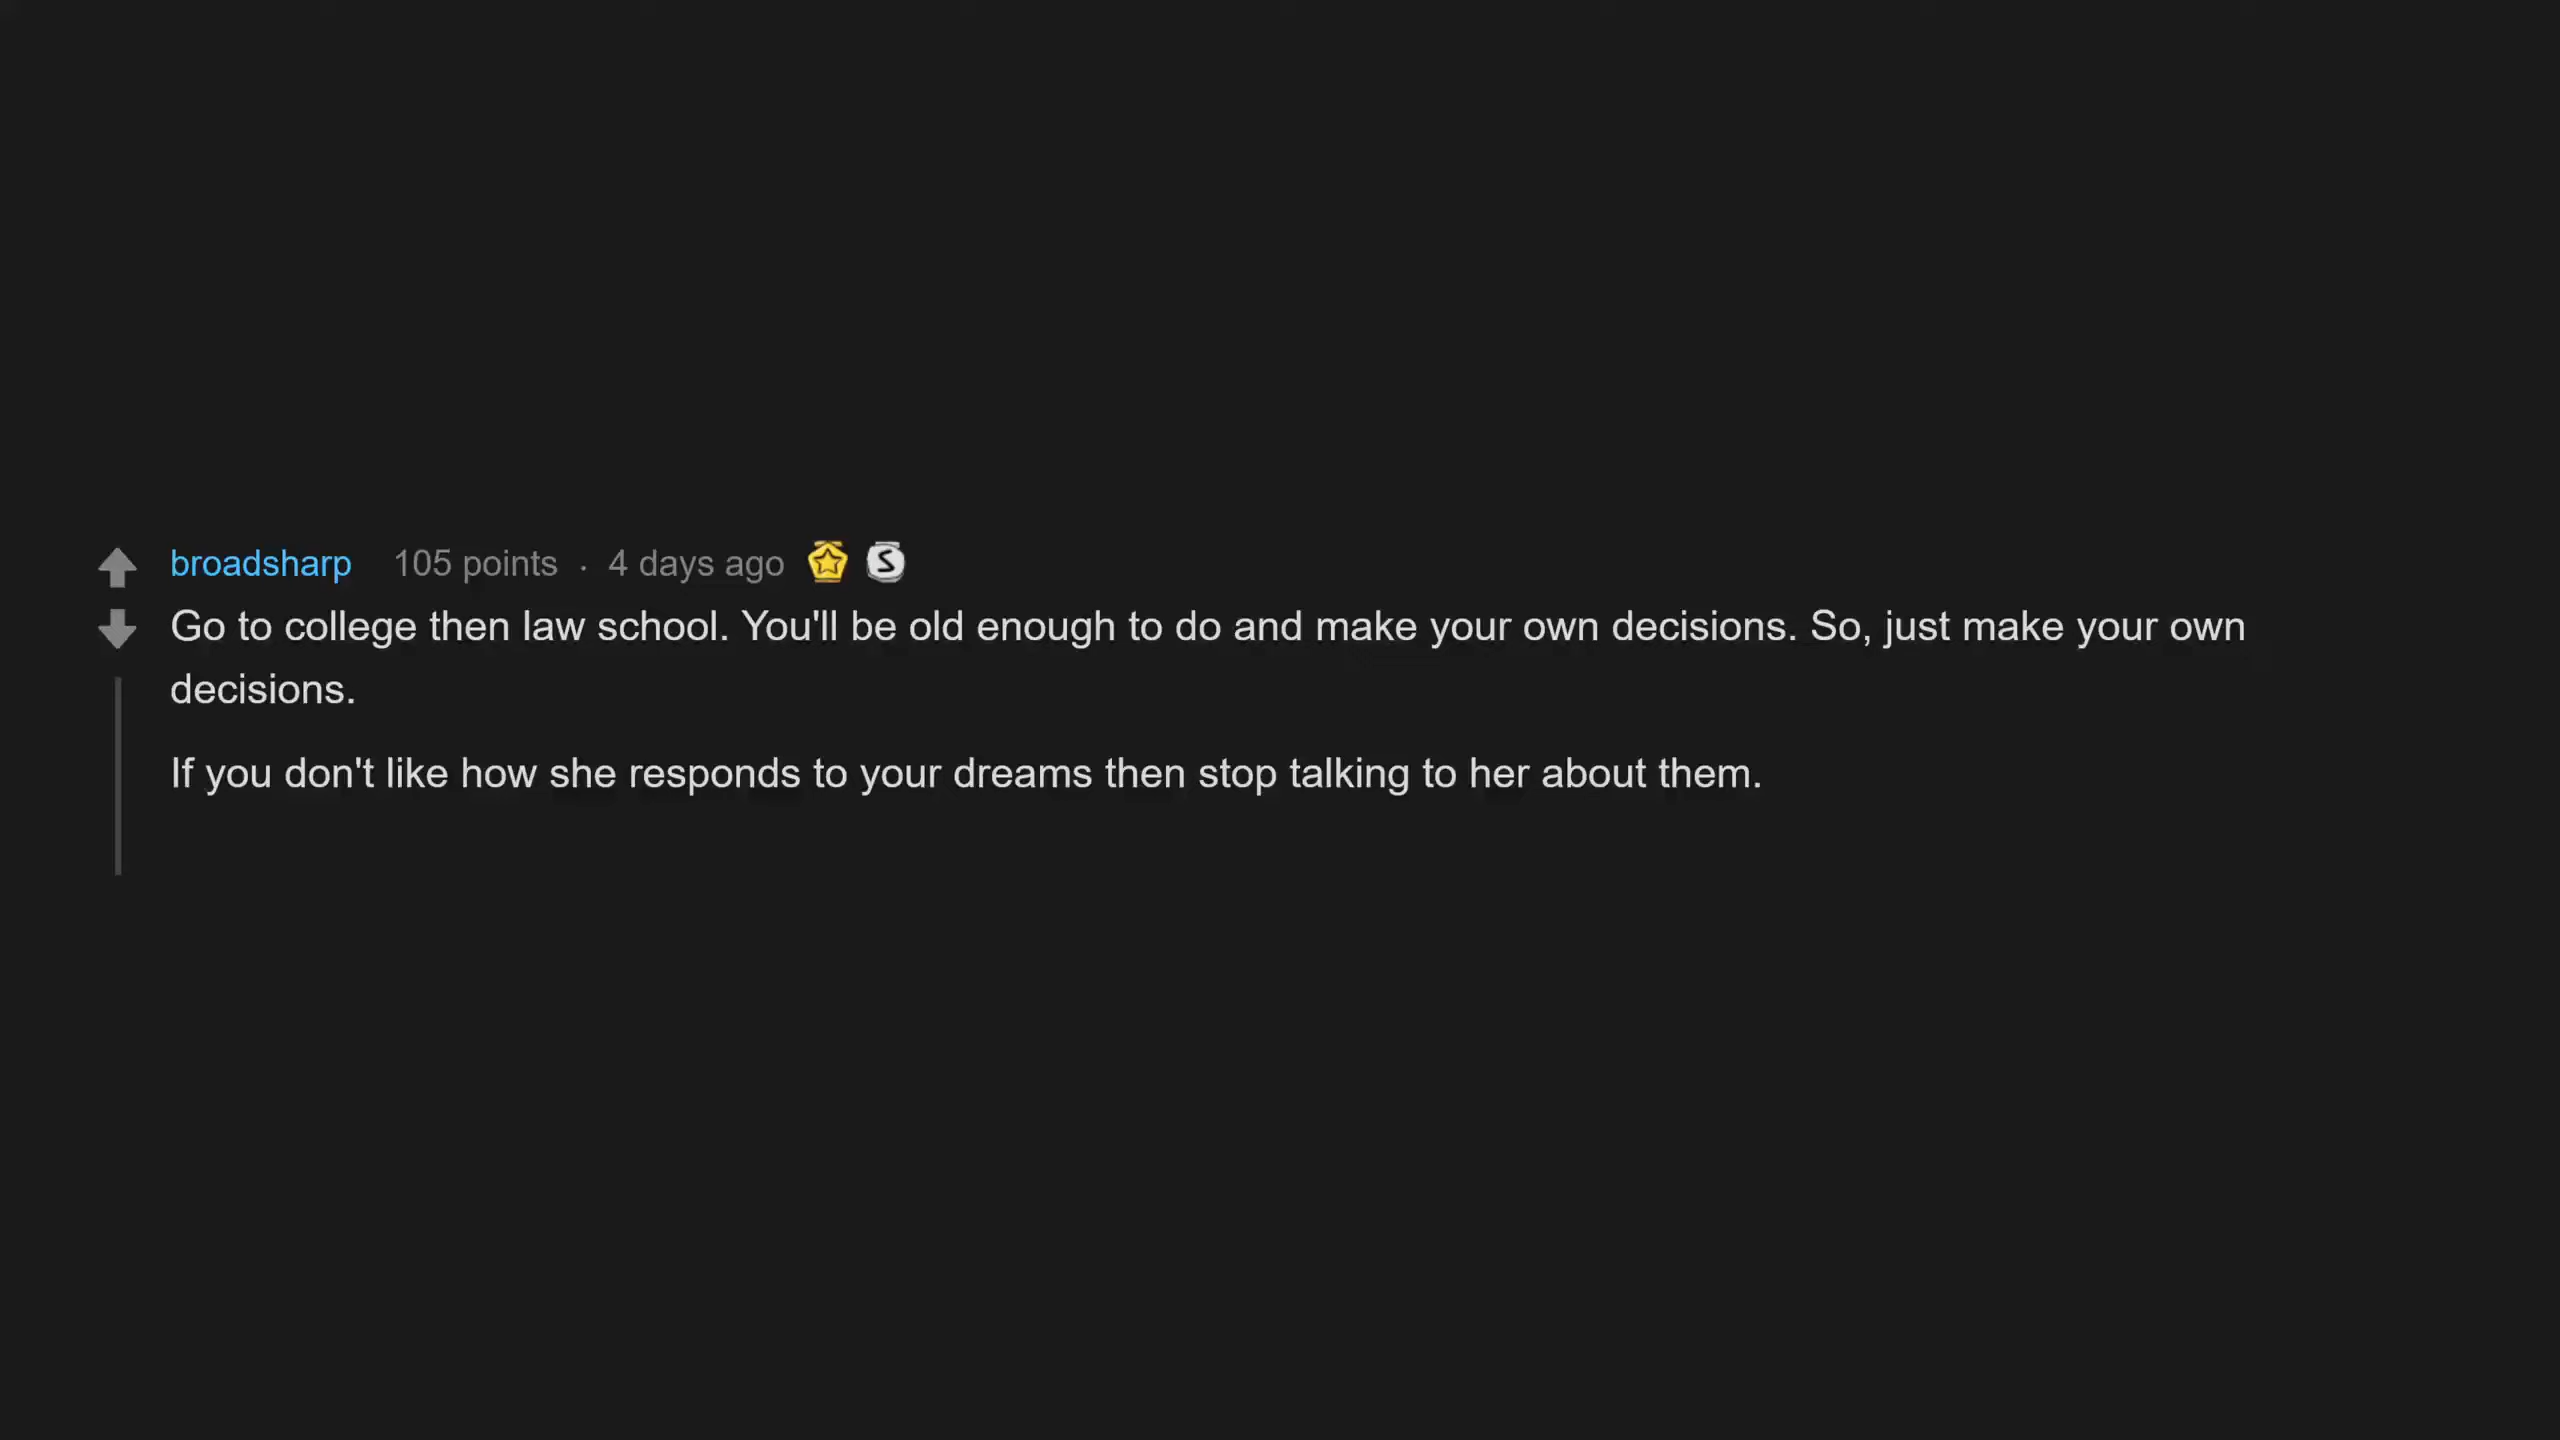 broadsharp 105 points · 4 days ago S
Go to college then law school. You'll be old enough to do and make your own decisions. So, just make your own
decisions.
If you don't like how she responds to your dreams then stop talking to her about them.